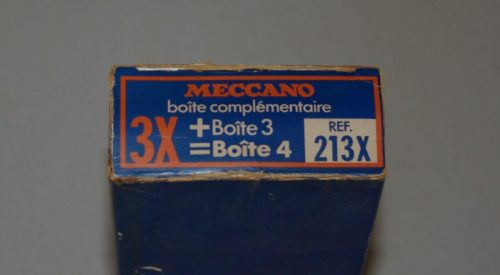 MECCANO
boîte complémentaire
3X +Boîte 3
=Boîte 4
REF.
213X